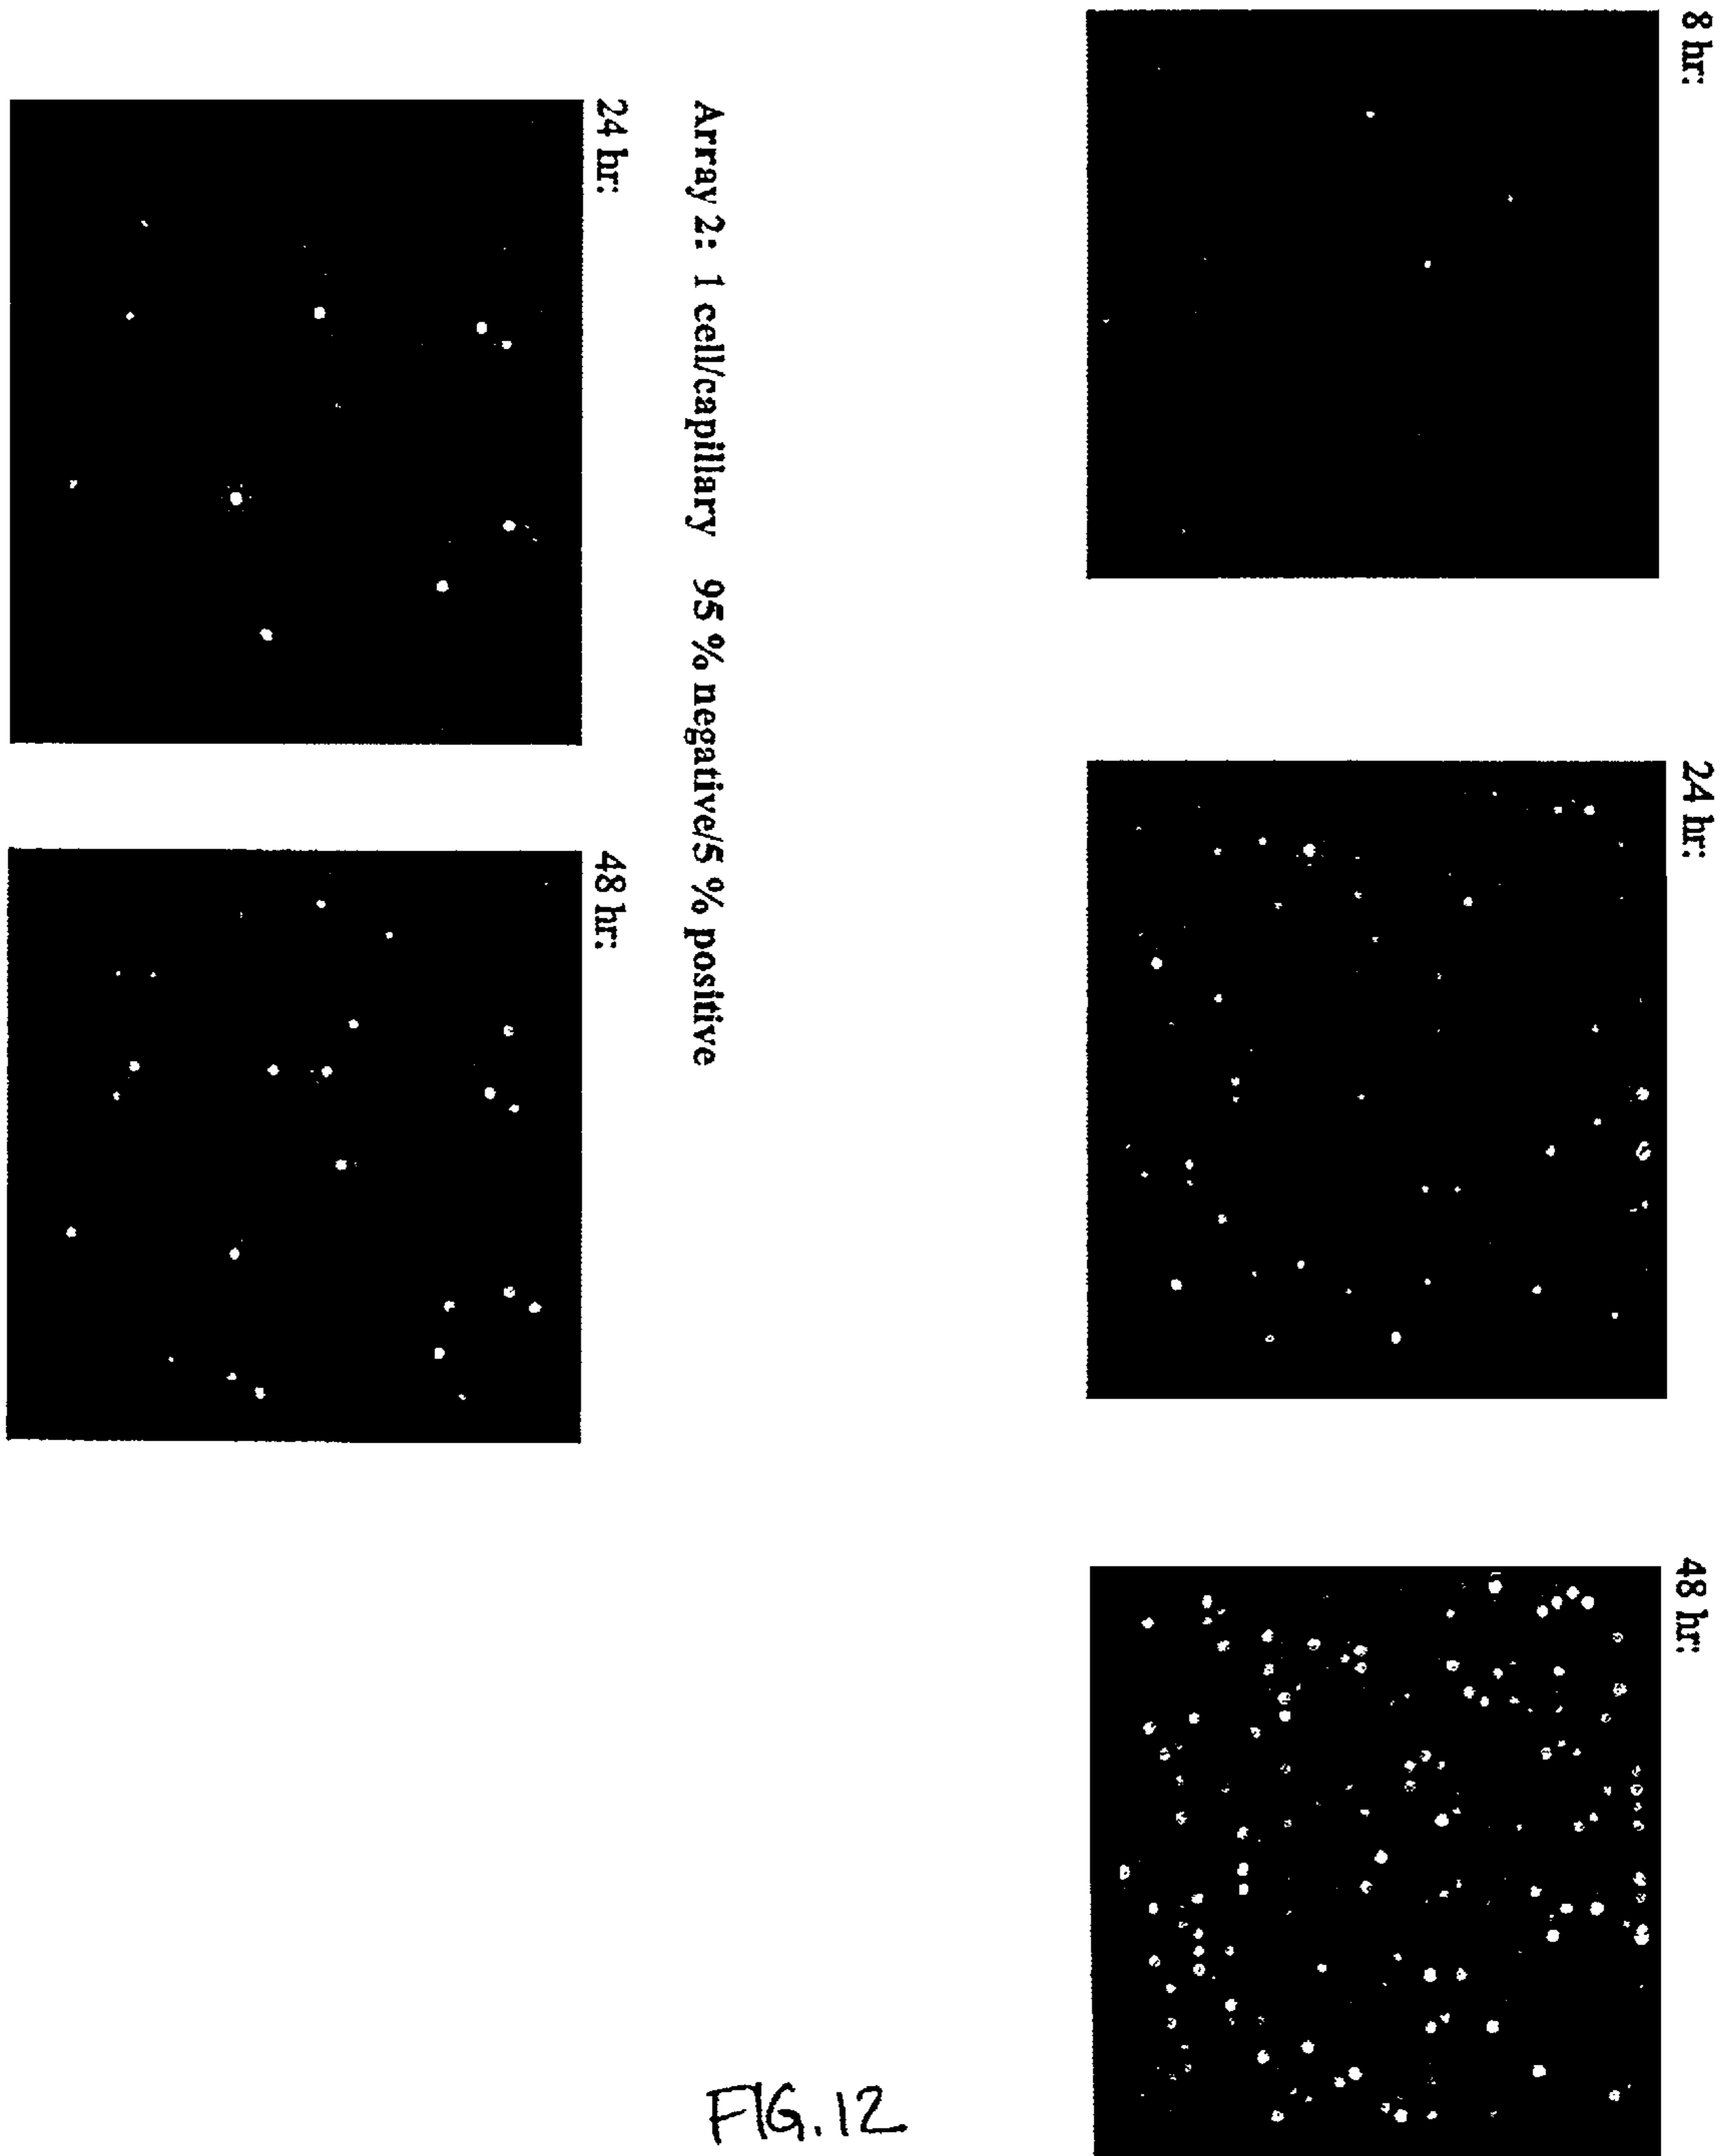 8 hr:
24 hr:
48 hr:
Array 2: 1 cell/capillary 95 % negative/5 % positive
24 hr:
48 hr:
FIG. 12